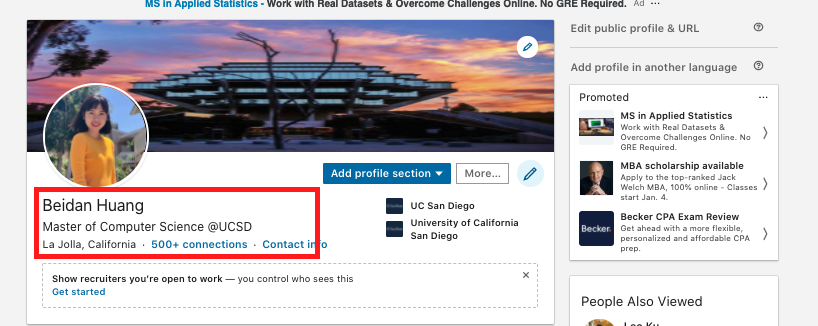 MS in Applied Statistics - Work with Real Datasets & Overcome Challenges Online. No GRE Required. Ad ...
Edit public profile & URL
Add profile in another language
Add profile section
More...
Beidan Huang
Master of Computer Science @UCSD
La Jolla, California · 500+ connections · Contact info
UC San Diego
University of California
San Diego
Show recruiters you're open to work — you control who sees this
Get started
Promoted
...
MS in Applied Statistics
Work with Real Datasets &
Overcome Challenges Online. No
GRE Required.
MBA scholarship available
Apply to the top-ranked Jack
Welch MBA, 100% online - Classes
start Jan. 4.
Becker
Becker CPA Exam Review
Get ahead with a more flexible,
personalized and affordable CPA
prep.
People Also Viewed